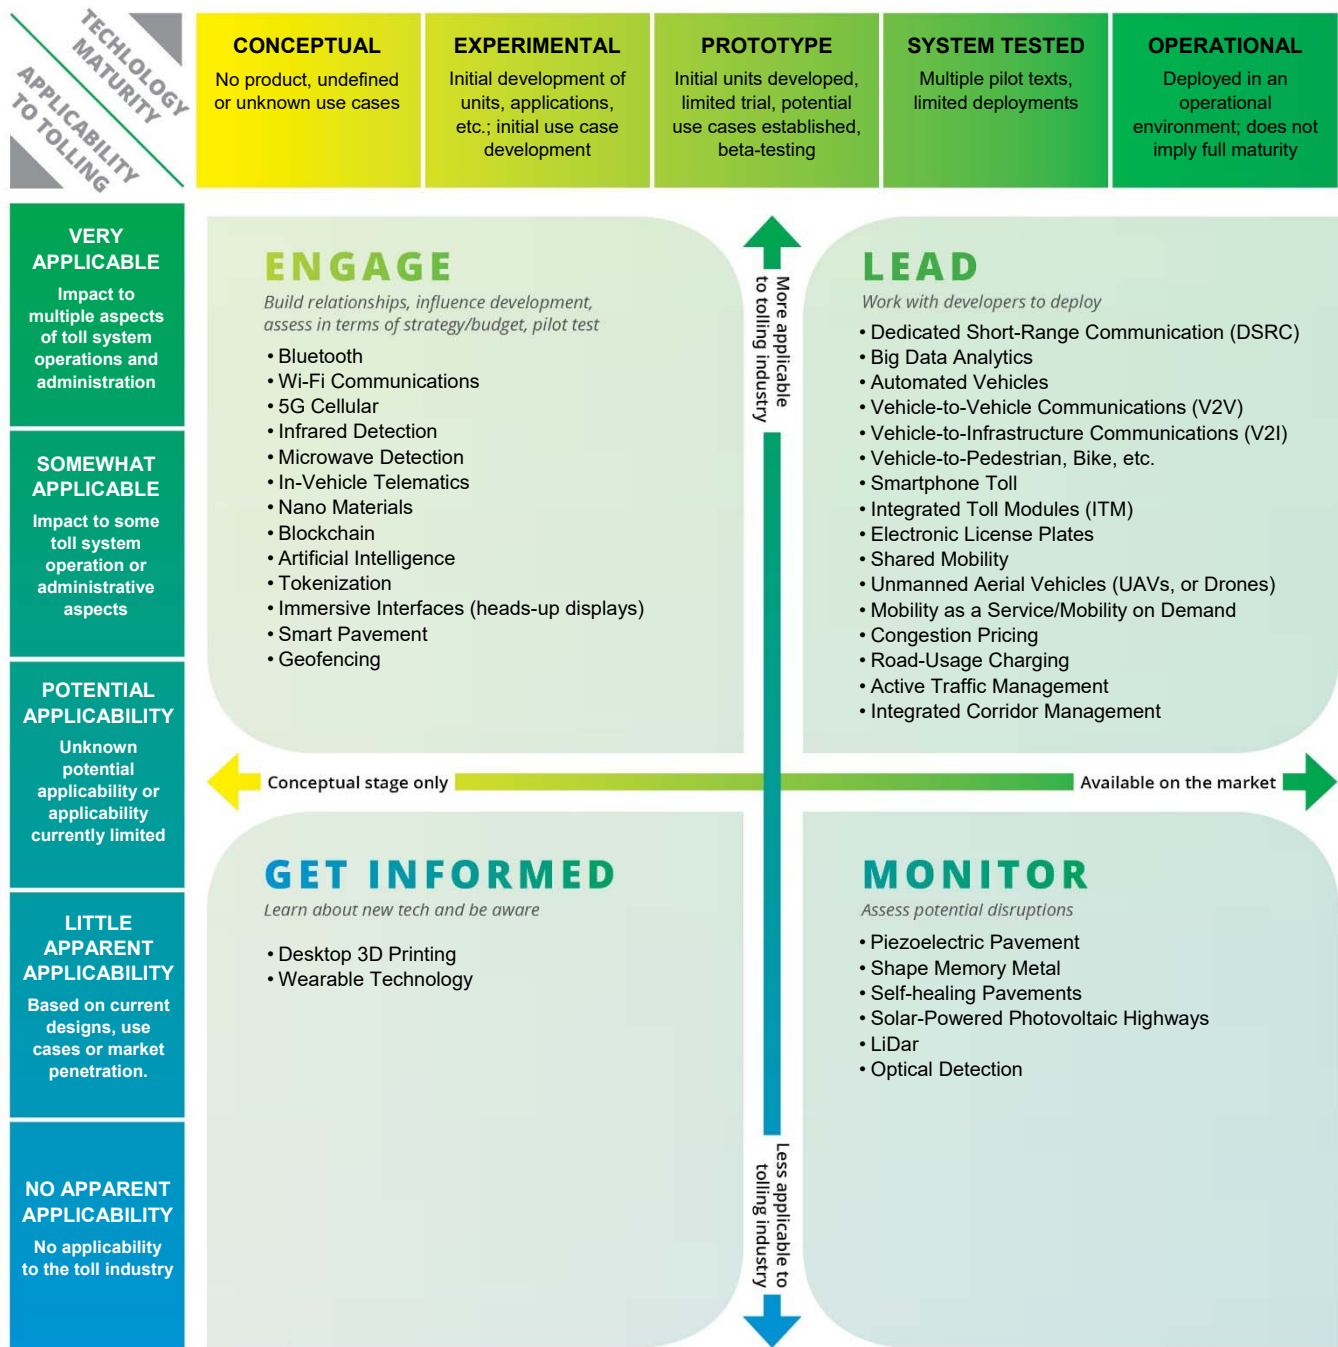 TECHLOLOGY
MATURITY
APPLICABILITY
TO TOLLING
CONCEPTUAL
No product, undefined
or unknown use cases
EXPERIMENTAL
Initial development of
units, applications,
etc.; initial use case
development
PROTOTYPE
Initial units developed,
limited trial, potential
use cases established,
beta-testing
SYSTEM TESTED
Multiple pilot texts,
limited deployments
OPERATIONAL
Deployed in an
operational
environment; does not
imply full maturity
VERY
APPLICABLE
Impact to
multiple aspects
of toll system
operations and
administration
SOMEWHAT
APPLICABLE
Impact to some
toll system
operation or
administrative
aspects
POTENTIAL
APPLICABILITY
Unknown
potential
applicability or
applicability
currently limited
LITTLE
APPARENT
APPLICABILITY
Based on current
designs, use
cases or market
penetration.
NO APPARENT
APPLICABILITY
No applicability
to the toll industry
ENGAGE
Build relationships, influence development,
assess in terms of strategy/budget, pilot test
• Bluetooth
• Wi-Fi Communications
• 5G Cellular
• Infrared Detection
• Microwave Detection
• In-Vehicle Telematics
• Nano Materials
• Blockchain
• Artificial Intelligence
• Tokenization
• Immersive Interfaces (heads-up displays)
• Smart Pavement
• Geofencing
More applicable
to tolling industry
LEAD
Work with developers to deploy
• Dedicated Short-Range Communication (DSRC)
• Big Data Analytics
• Automated Vehicles
• Vehicle-to-Vehicle Communications (V2V)
• Vehicle-to-Infrastructure Communications (V2I)
• Vehicle-to-Pedestrian, Bike, etc.
• Smartphone Toll
• Integrated Toll Modules (ITM)
• Electronic License Plates
• Shared Mobility
• Unmanned Aerial Vehicles (UAVs, or Drones)
• Mobility as a Service/Mobility on Demand
• Congestion Pricing
• Road-Usage Charging
• Active Traffic Management
• Integrated Corridor Management
Conceptual stage only
Available on the market
GET INFORMED
Learn about new tech and be aware
• Desktop 3D Printing
• Wearable Technology
MONITOR
Assess potential disruptions
• Piezoelectric Pavement
• Shape Memory Metal
• Self-healing Pavements
• Solar-Powered Photovoltaic Highways
• LiDar
• Optical Detection
Less applicable to
tolling industry